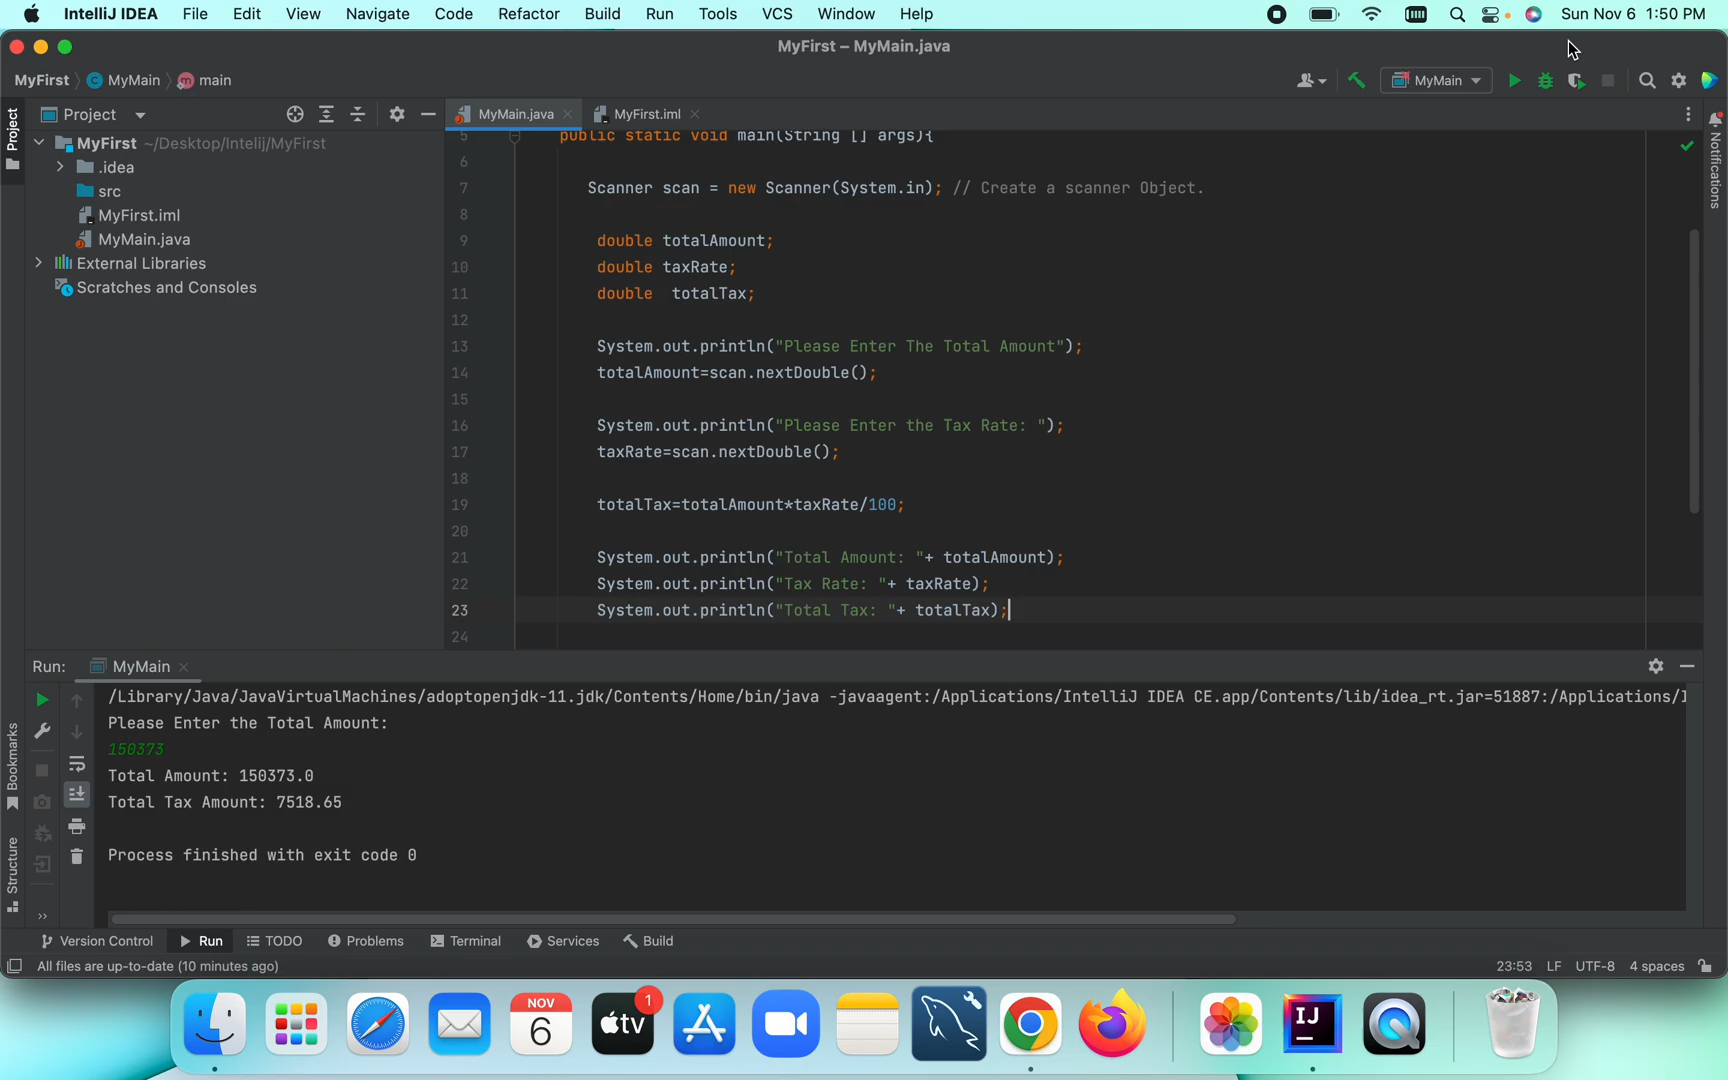 IntelliJ IDEA File Edit View Navigate Code Refactor Build Run Tools VCS Window Help Sun Nov 6 1:50 PM
MyFirst – MyMain.java
MyFirst MyMain main MyMain
Project MyMain.java MyFirst.iml
Project
Notifications
Bookmarks
Structure
MyFirst ~/Desktop/Intelij/MyFirst
.idea
src
MyFirst.iml
MyMain.java
External Libraries
Scratches and Consoles
5 public static void main(String [] args){
6
7 Scanner scan = new Scanner(System.in); // Create a scanner Object.
8
9 double totalAmount;
10 double taxRate;
11 double  totalTax;
12
13 System.out.println("Please Enter The Total Amount");
14 totalAmount=scan.nextDouble();
15
16 System.out.println("Please Enter the Tax Rate: ");
17 taxRate=scan.nextDouble();
18
19 totalTax=totalAmount*taxRate/100;
20
21 System.out.println("Total Amount: "+ totalAmount);
22 System.out.println("Tax Rate: "+ taxRate);
23 System.out.println("Total Tax: "+ totalTax);
24
Run: MyMain
/Library/Java/JavaVirtualMachines/adoptopenjdk-11.jdk/Contents/Home/bin/java -javaagent:/Applications/IntelliJ IDEA CE.app/Contents/lib/idea_rt.jar=51887:/Applications/I
Please Enter the Total Amount:
150373
Total Amount: 150373.0
Total Tax Amount: 7518.65
Process finished with exit code 0
Version Control Run TODO Problems Terminal Services Build
All files are up-to-date (10 minutes ago) 23:53 LF UTF-8 4 spaces
NOV
6
tv
1
IJ